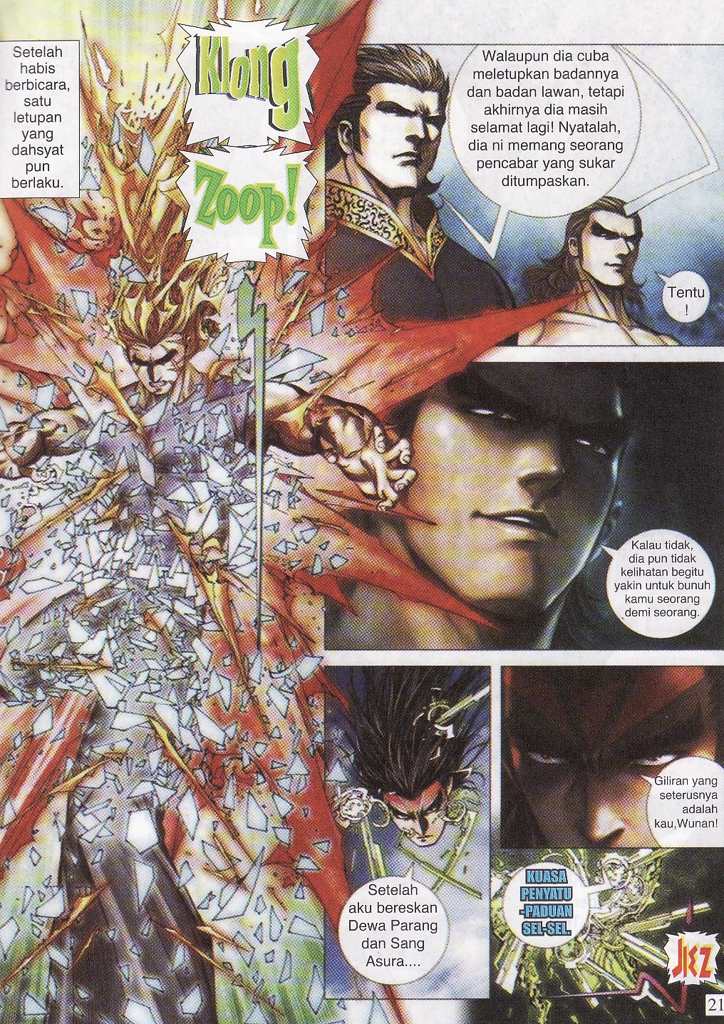 Setelah
habis
berbicara,
satu
letupan
yang
dahsyat
pun
berlaku.
Klong
Zoop!
Walaupun dia cuba
meletupkan badannya
dan badan lawan, tetapi
akhirnya dia masih
selamat lagi! Nyatalah,
dia ni memang seorang
pencabar yang sukar
ditumpaskan.
Tentu
!
Kalau tidak,
dia pun tidak
kelihatan begitu
yakin untuk bunuh
kamu seorang
demi seorang.
Setelah
aku bereskan
Dewa Parang
dan Sang
Asura....
Giliran yang
seterusnya
adalah
kau,Wunan!
KUASA
PENYATU
-PADUAN
SEL-SEL.
JIEZ
21